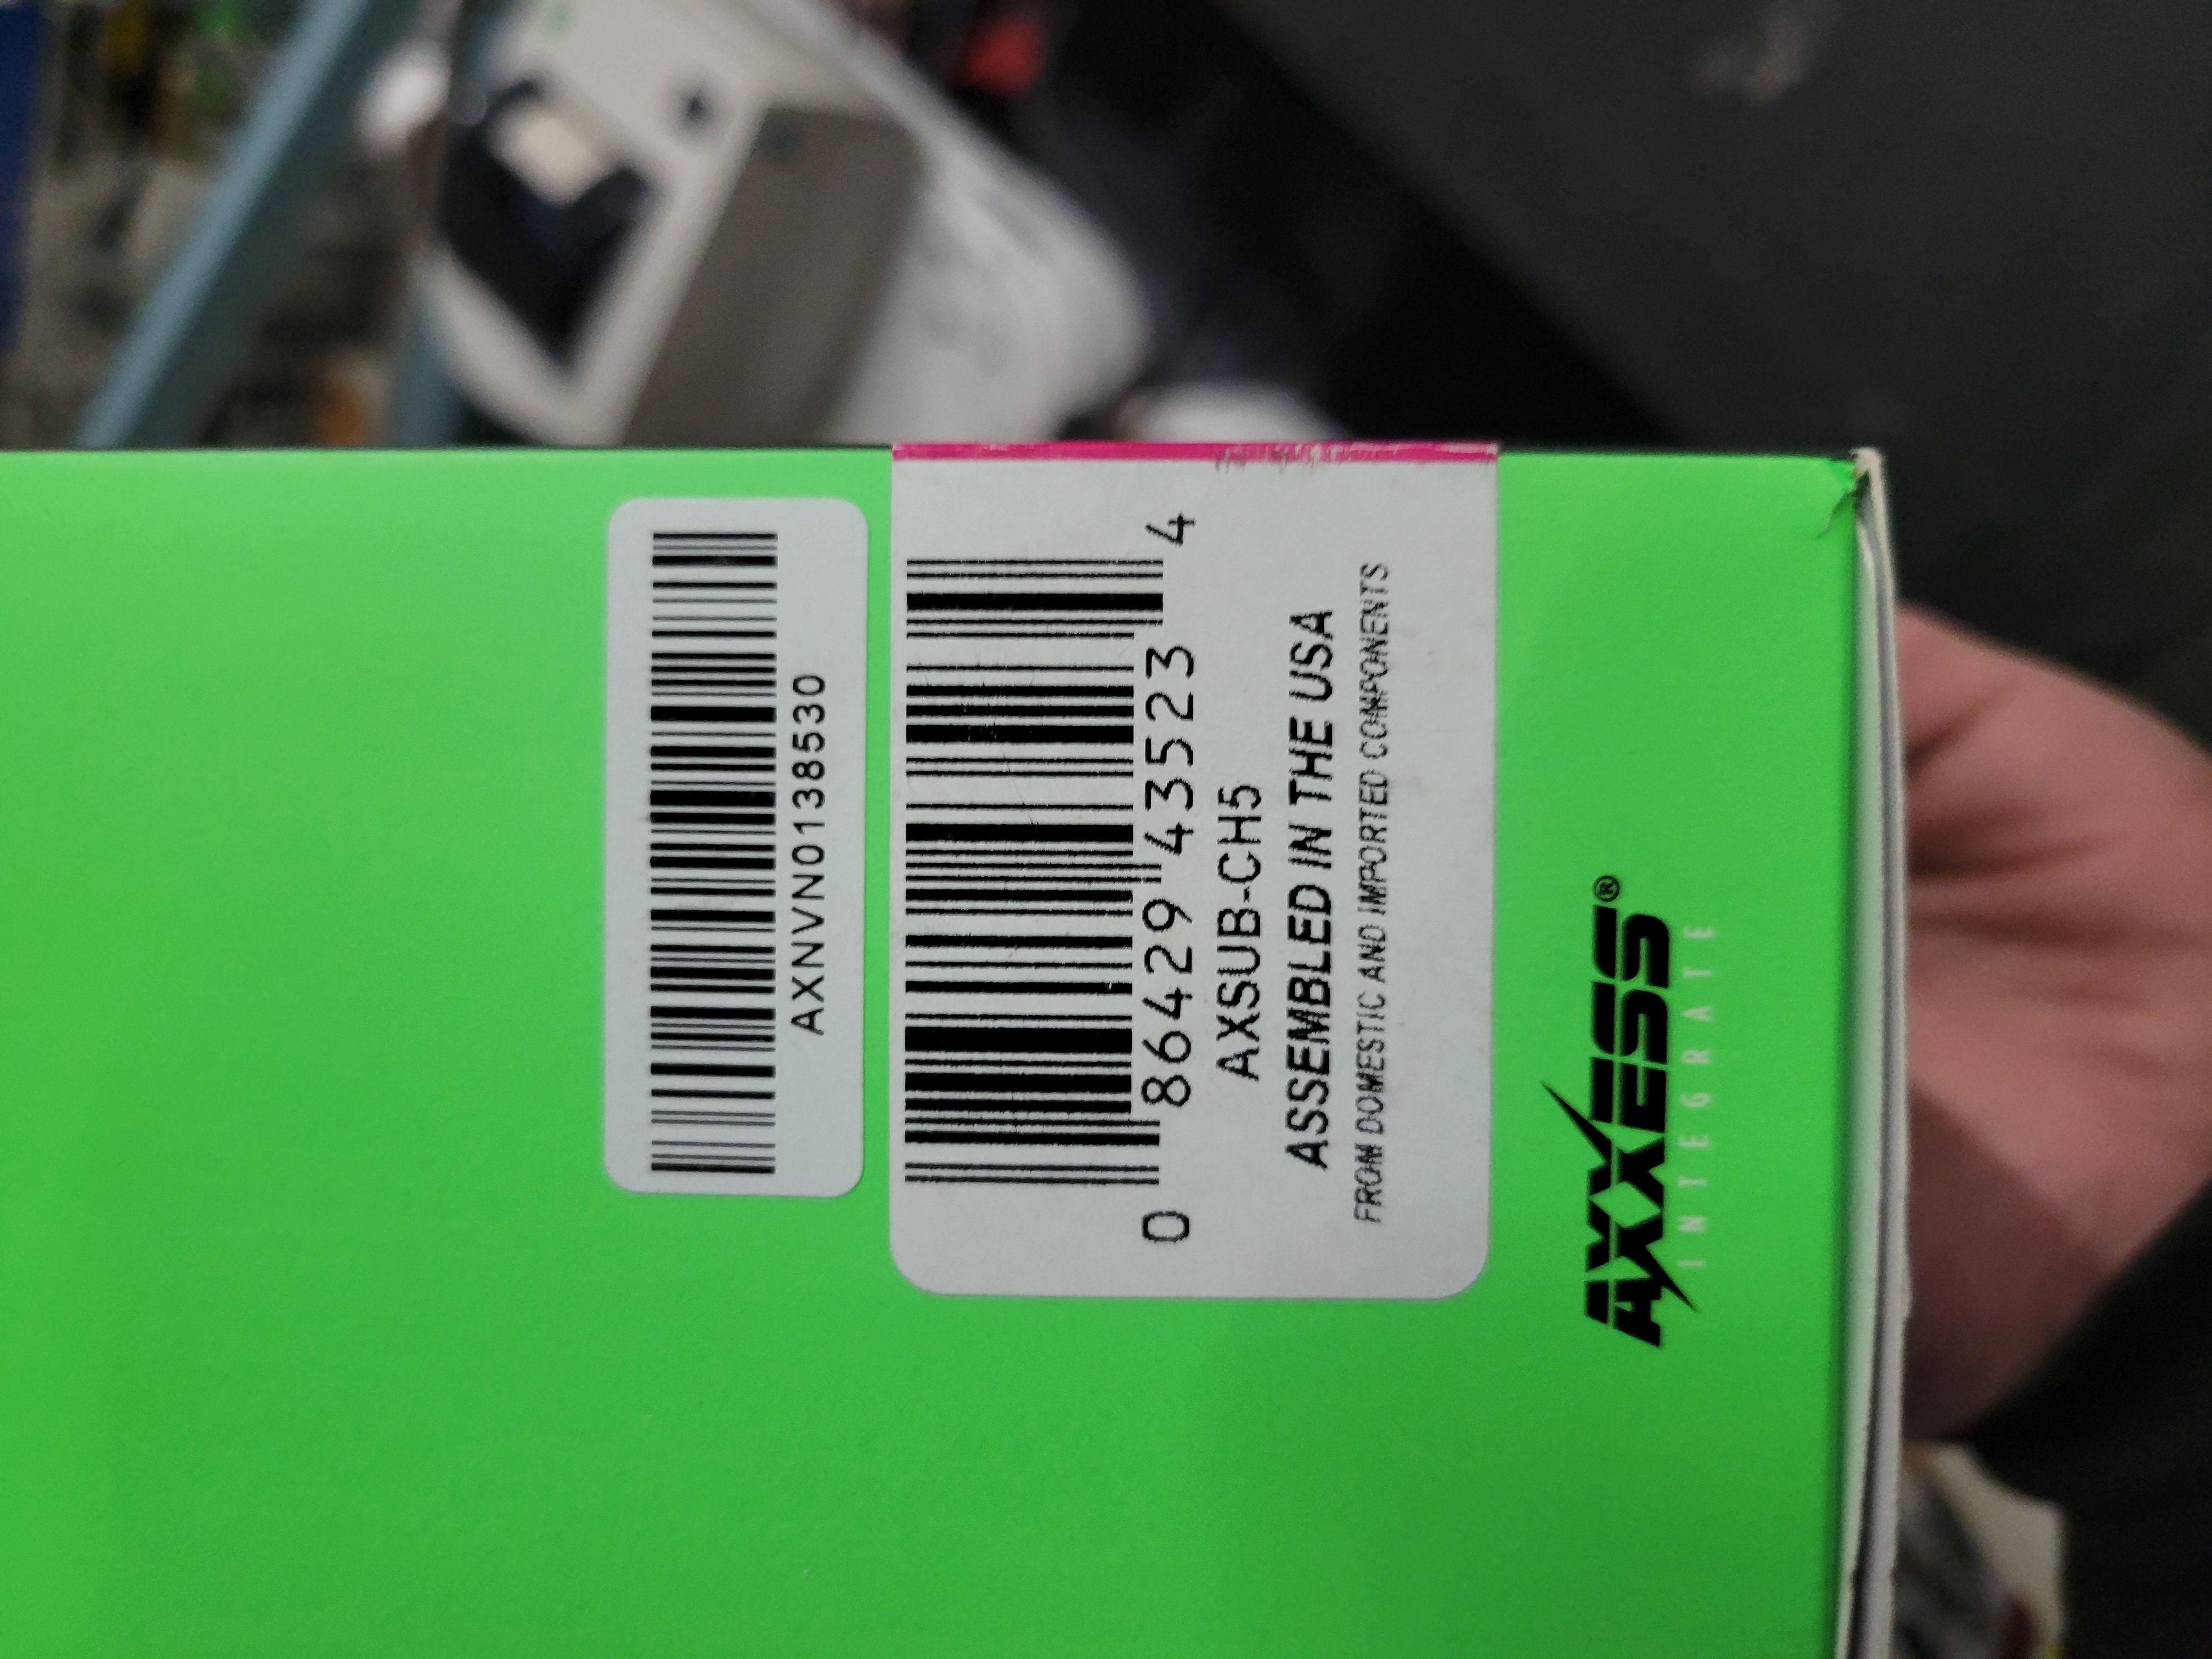 AXNVN01385530
0 86429 43523 4
AXSUB-CH5
ASSEMBLED IN THE USA
FROM DOMESTIC AND IMPORTED COMPONENTS
AXXESS®
INTEGRATE